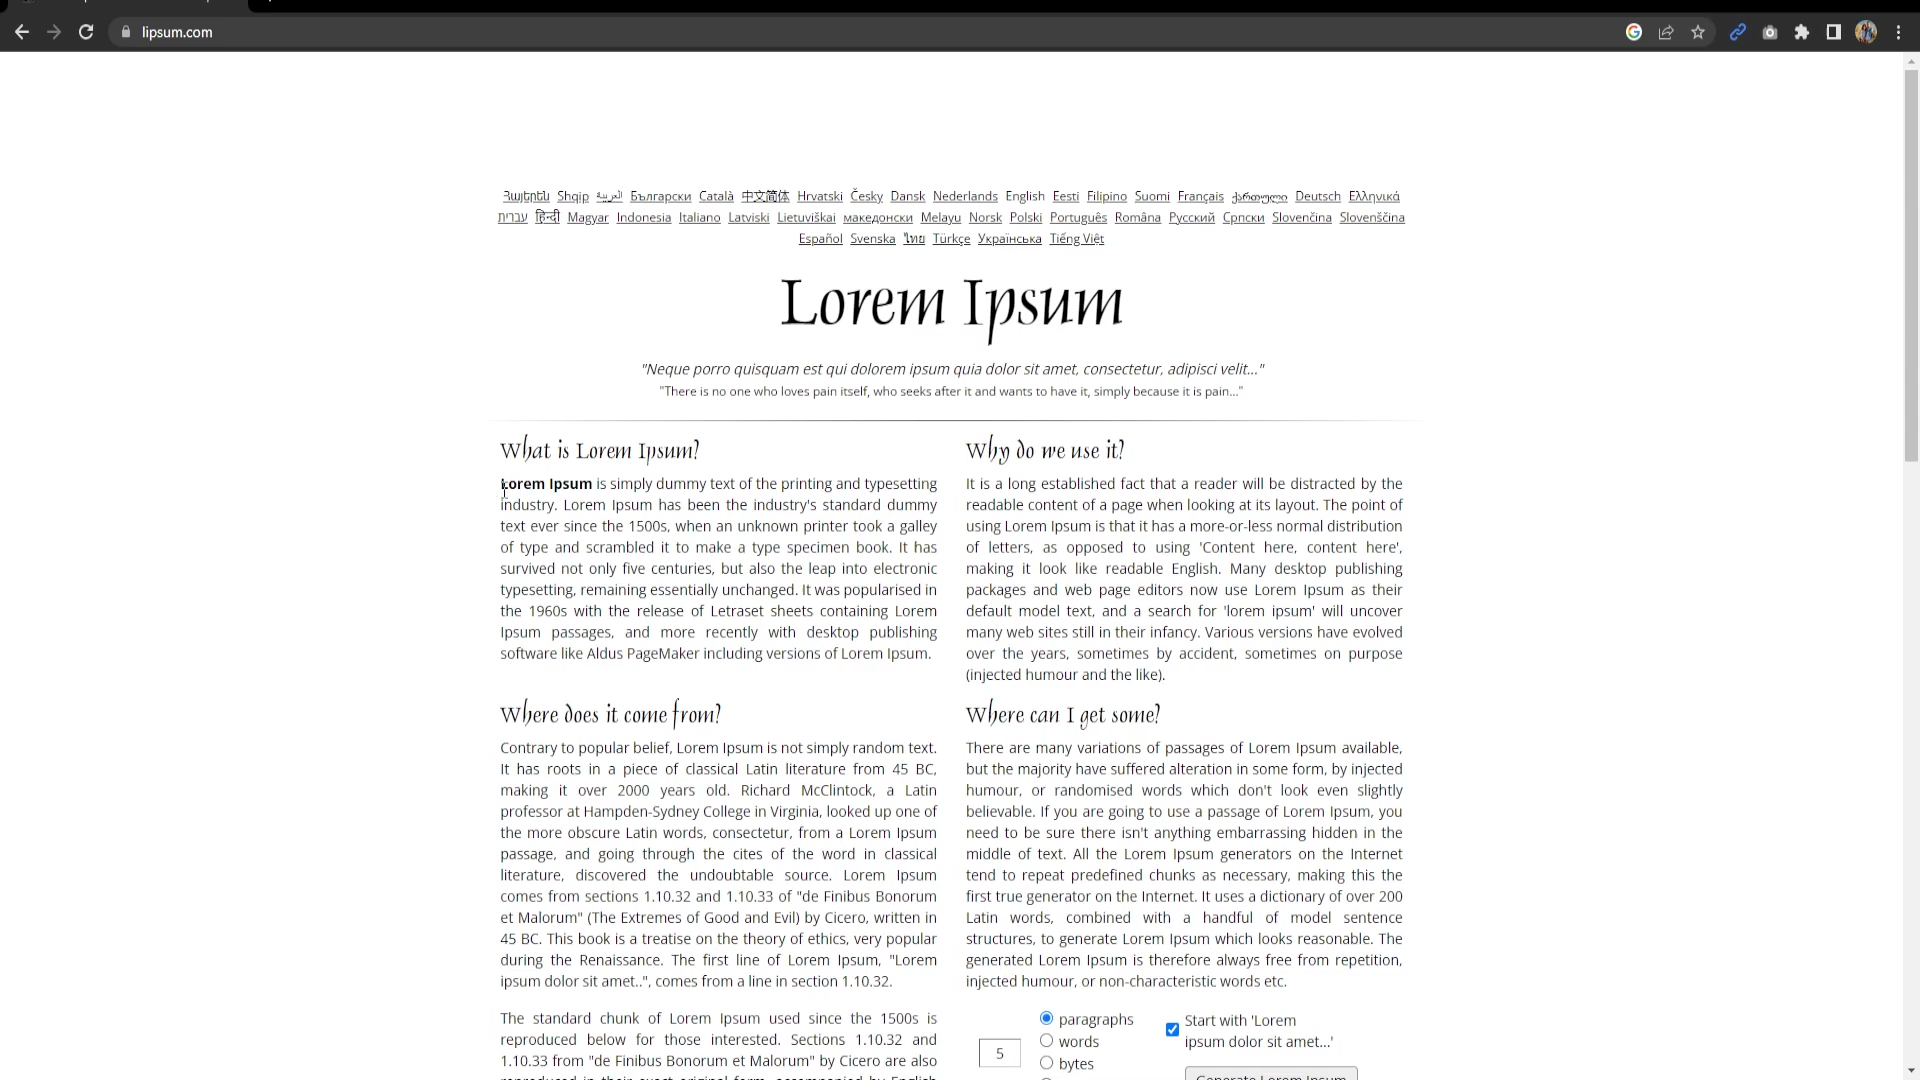 lipsum.com
Հայերեն Shqip العربية Български Català 中文简体 Hrvatski Česky Dansk Nederlands English Eesti Filipino Suomi Français ქართული Deutsch Ελληνικά
עברית हिन्दी Magyar Indonesia Italiano Latviski Lietuviškai македонски Melayu Norsk Polski Português Româna Pyccкий Српски Slovenčina Slovenščina
Español Svenska ไทย Türkçe Українська Tiếng Việt
Lorem Ipsum
"Neque porro quisquam est qui dolorem ipsum quia dolor sit amet, consectetur, adipisci velit..."
"There is no one who loves pain itself, who seeks after it and wants to have it, simply because it is pain..."
What is Lorem Ipsum?
Lorem Ipsum is simply dummy text of the printing and typesetting
industry. Lorem Ipsum has been the industry's standard dummy
text ever since the 1500s, when an unknown printer took a galley
of type and scrambled it to make a type specimen book. It has
survived not only five centuries, but also the leap into electronic
typesetting, remaining essentially unchanged. It was popularised in
the 1960s with the release of Letraset sheets containing Lorem
Ipsum passages, and more recently with desktop publishing
software like Aldus PageMaker including versions of Lorem Ipsum.
Why do we use it?
It is a long established fact that a reader will be distracted by the
readable content of a page when looking at its layout. The point of
using Lorem Ipsum is that it has a more-or-less normal distribution
of letters, as opposed to using 'Content here, content here',
making it look like readable English. Many desktop publishing
packages and web page editors now use Lorem Ipsum as their
default model text, and a search for 'lorem ipsum' will uncover
many web sites still in their infancy. Various versions have evolved
over the years, sometimes by accident, sometimes on purpose
(injected humour and the like).
Where does it come from?
Contrary to popular belief, Lorem Ipsum is not simply random text.
It has roots in a piece of classical Latin literature from 45 BC,
making it over 2000 years old. Richard McClintock, a Latin
professor at Hampden-Sydney College in Virginia, looked up one of
the more obscure Latin words, consectetur, from a Lorem Ipsum
passage, and going through the cites of the word in classical
literature, discovered the undoubtable source. Lorem Ipsum
comes from sections 1.10.32 and 1.10.33 of "de Finibus Bonorum
et Malorum" (The Extremes of Good and Evil) by Cicero, written in
45 BC. This book is a treatise on the theory of ethics, very popular
during the Renaissance. The first line of Lorem Ipsum, "Lorem
ipsum dolor sit amet..", comes from a line in section 1.10.32.
The standard chunk of Lorem Ipsum used since the 1500s is
reproduced below for those interested. Sections 1.10.32 and
1.10.33 from "de Finibus Bonorum et Malorum" by Cicero are also
reproduced in their exact original form, accompanied by English
Where can I get some?
There are many variations of passages of Lorem Ipsum available,
but the majority have suffered alteration in some form, by injected
humour, or randomised words which don't look even slightly
believable. If you are going to use a passage of Lorem Ipsum, you
need to be sure there isn't anything embarrassing hidden in the
middle of text. All the Lorem Ipsum generators on the Internet
tend to repeat predefined chunks as necessary, making this the
first true generator on the Internet. It uses a dictionary of over 200
Latin words, combined with a handful of model sentence
structures, to generate Lorem Ipsum which looks reasonable. The
generated Lorem Ipsum is therefore always free from repetition,
injected humour, or non-characteristic words etc.
5
paragraphs
words
bytes
Start with 'Lorem
ipsum dolor sit amet...'
Generate Lorem Ipsum